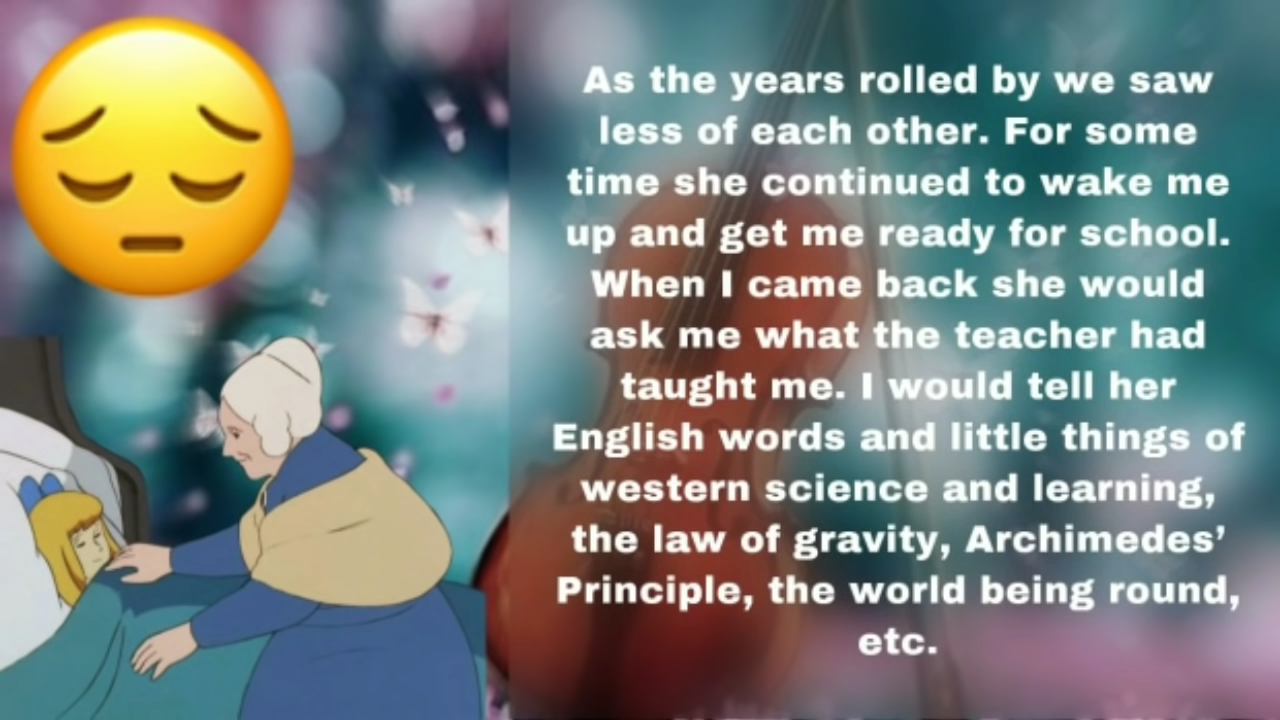 As the years rolled by we saw
less of each other. For some
time she continued to wake me
up and get me ready for school.
When I came back she would
ask me what the teacher had
taught me. I would tell her
English words and little things of
western science and learning,
the law of gravity, Archimedes’
Principle, the world being round,
etc.